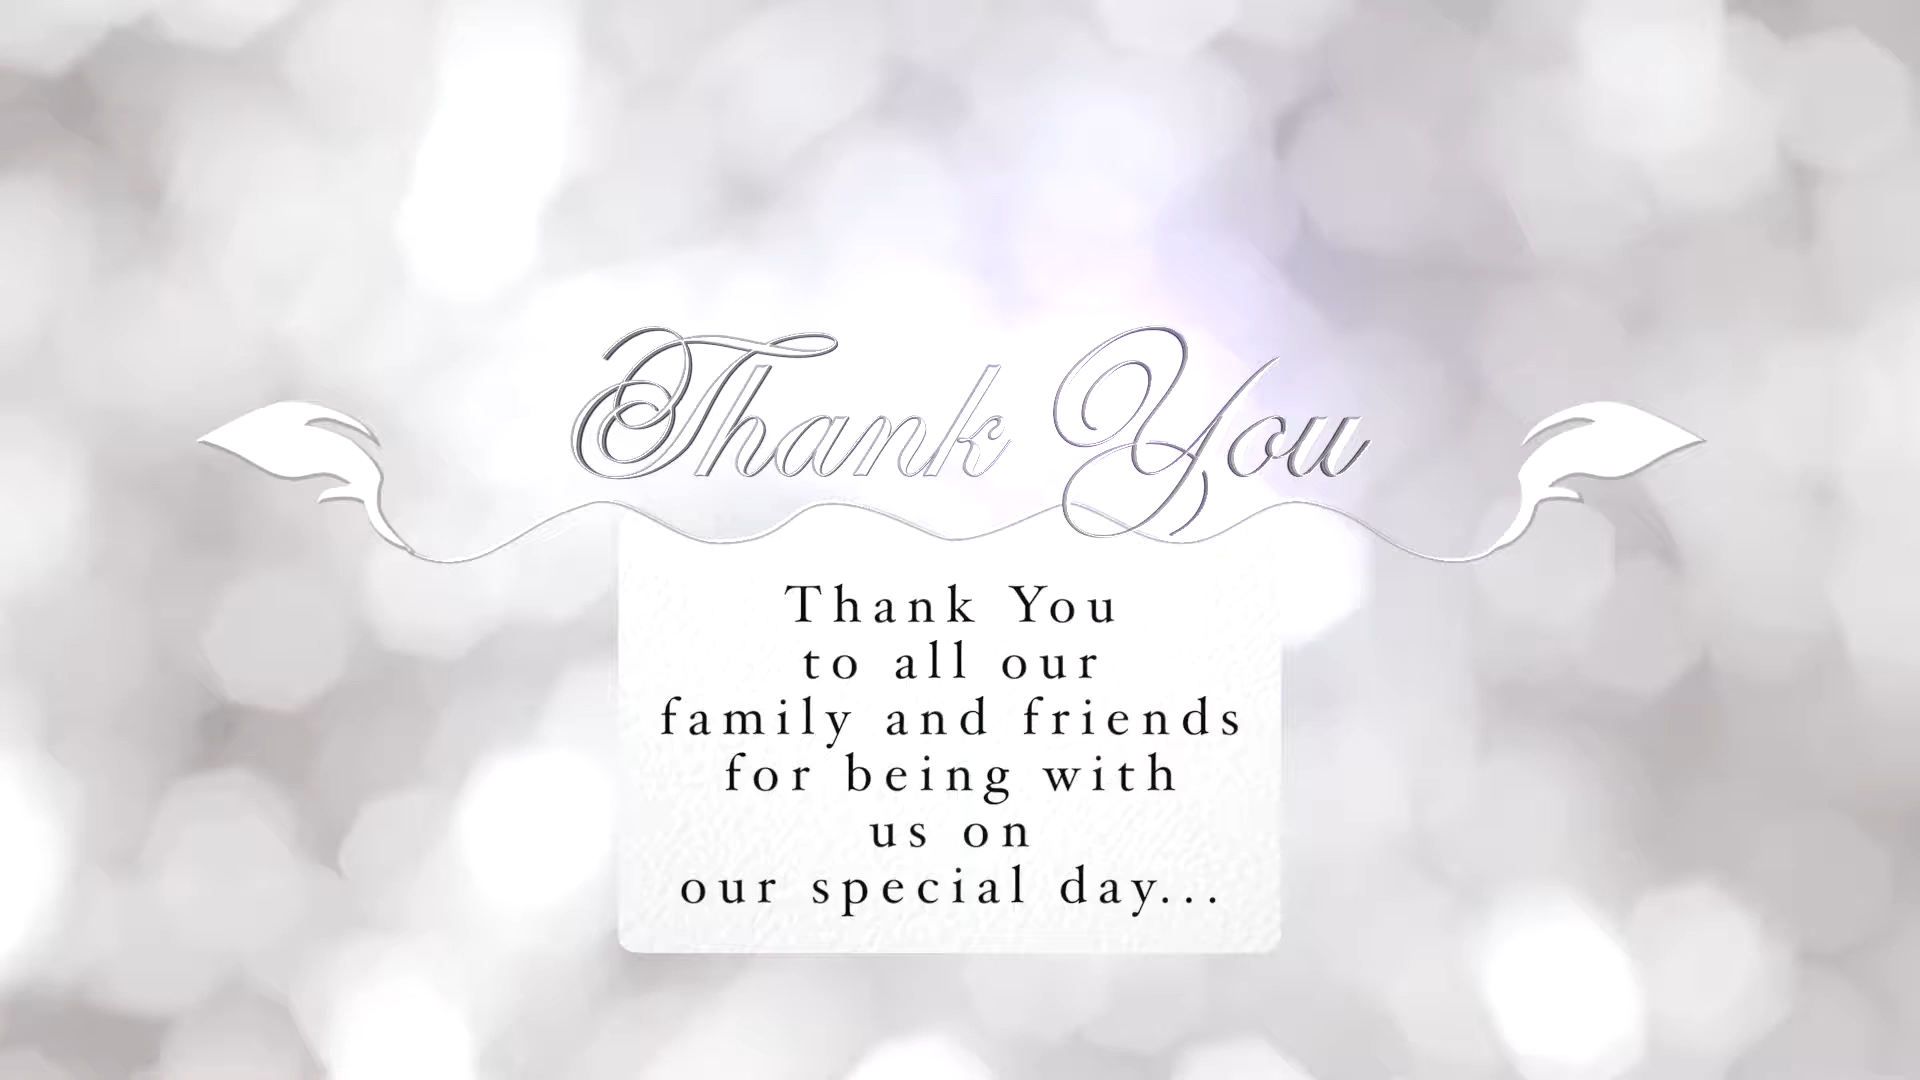 Thank You
Thank You
to all our
family and friends
for being with
us on
our special day...